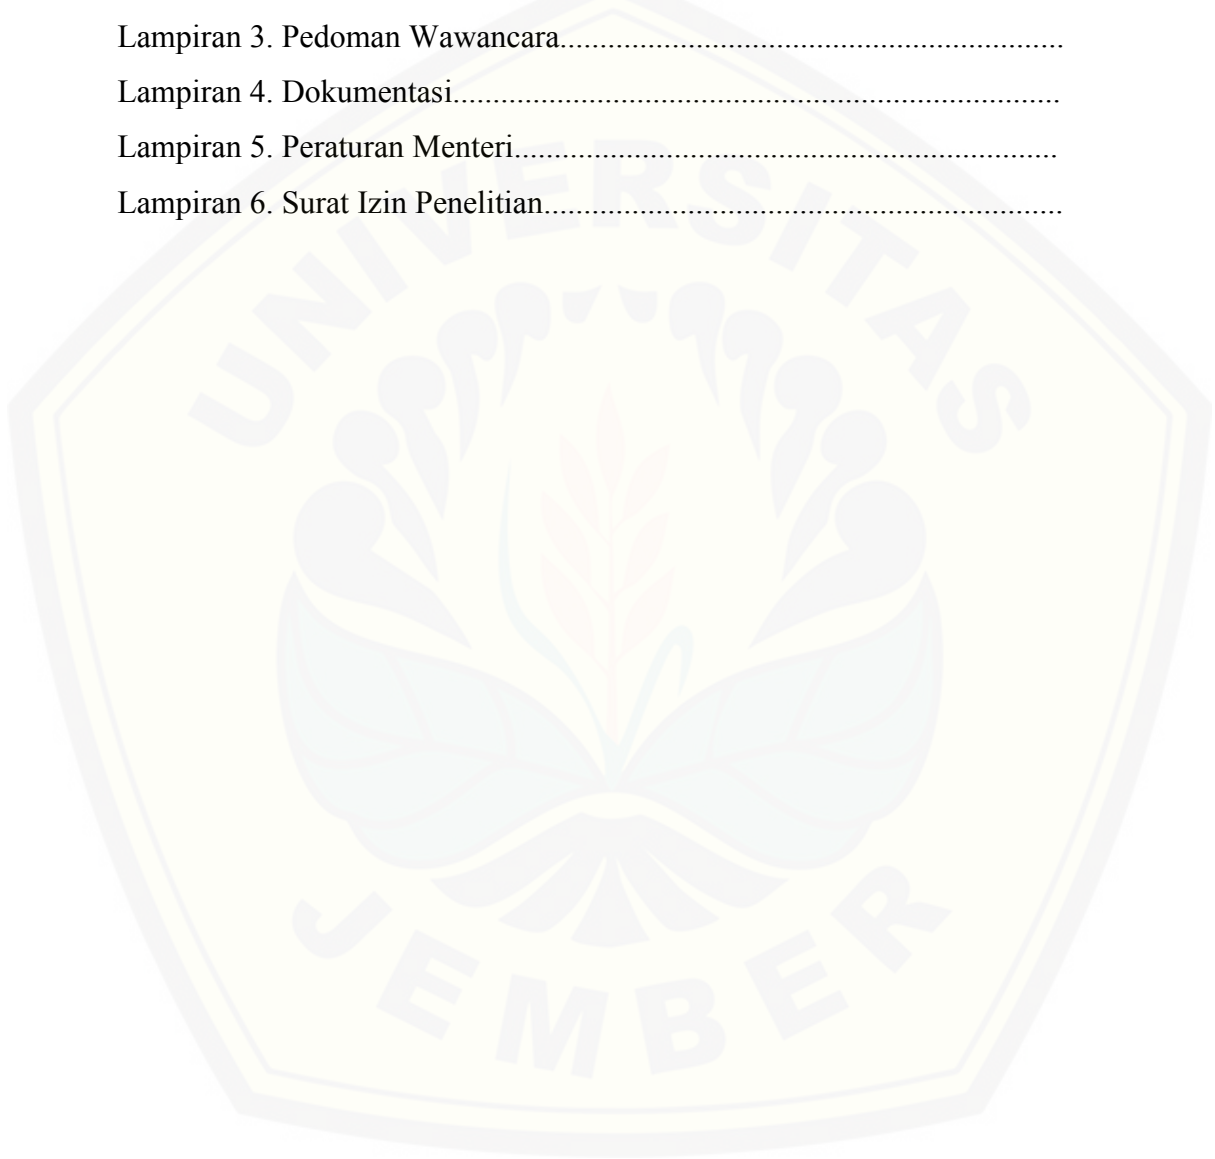 Lampiran 3. Pedoman Wawancara..............................................................
Lampiran 4. Dokumentasi...........................................................................
Lampiran 5. Peraturan Menteri...................................................................
Lampiran 6. Surat Izin Penelitian................................................................
UNIVERSITAS
JEMBER